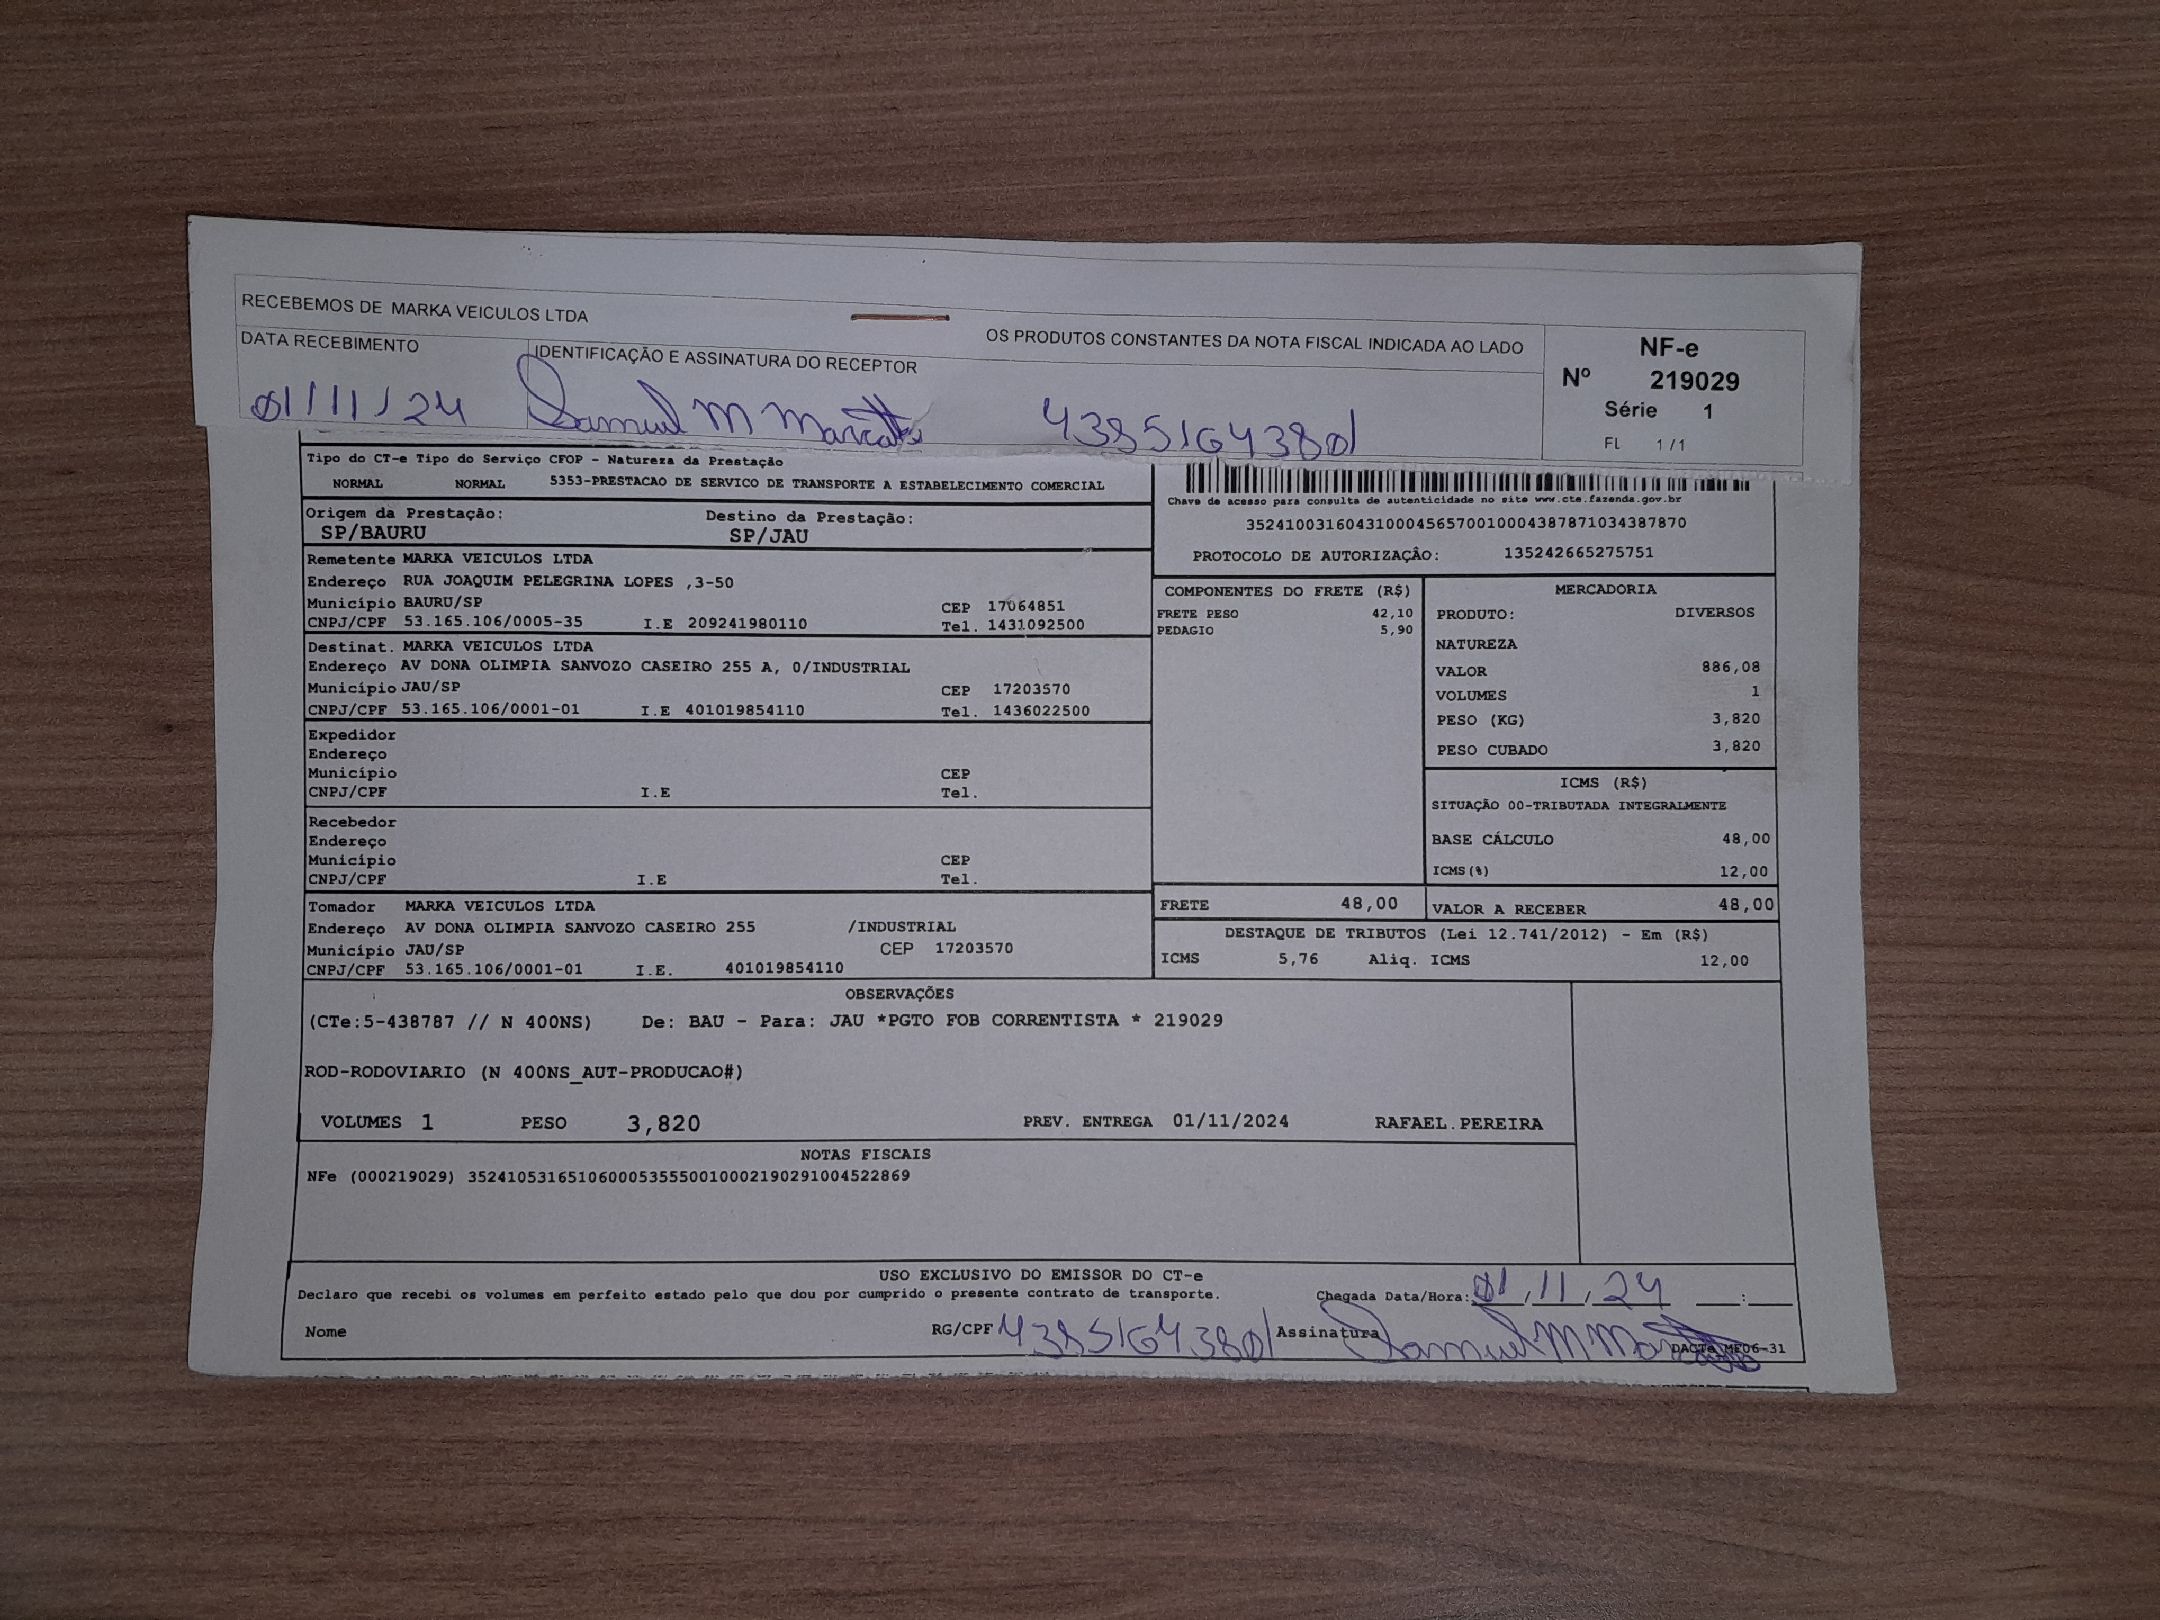 RECEBEMOS DE MARKA VEICULOS LTDA OS PRODUTOS CONSTANTES DA NOTA FISCAL INDICADA AO LADO
DATA RECEBIMENTO IDENTIFICAÇÃO E ASSINATURA DO RECEPTOR
01/11/24 Samuel M 43851643801
NF-e
Nº 219029
Série 1
FL 1/1
Tipo do CT-e Tipo do Serviço CFOP - Natureza da Prestação
NORMAL NORMAL 5353-PRESTACAO DE SERVICO DE TRANSPORTE A ESTABELECIMENTO COMERCIAL
Origem da Prestação: Destino da Prestação:
SP/BAURU SP/JAU
Chave de acesso para consulta de autenticidade no site www.cte.fazenda.gov.br
35241003160431000456570010004387871034387870
PROTOCOLO DE AUTORIZAÇÂO: 135242665275751
Remetente MARKA VEICULOS LTDA
Endereço RUA JOAQUIM PELEGRINA LOPES ,3-50
Município BAURU/SP CEP 17064851
CNPJ/CPF 53.165.106/0005-35 I.E 209241980110 Tel. 1431092500
Destinat. MARKA VEICULOS LTDA
Endereço AV DONA OLIMPIA SANVOZO CASEIRO 255 A, 0/INDUSTRIAL
Município JAU/SP CEP 17203570
CNPJ/CPF 53.165.106/0001-01 I.E 401019854110 Tel. 1436022500
Expedidor
Endereço
Município CEP
CNPJ/CPF I.E Tel.
Recebedor
Endereço
Município CEP
CNPJ/CPF I.E Tel.
Tomador MARKA VEICULOS LTDA
Endereço AV DONA OLIMPIA SANVOZO CASEIRO 255 /INDUSTRIAL
Município JAU/SP CEP 17203570
CNPJ/CPF 53.165.106/0001-01 I.E. 401019854110
COMPONENTES DO FRETE (R$)
FRETE PESO 42,10
PEDAGIO 5,90
MERCADORIA
PRODUTO: DIVERSOS
NATUREZA
VALOR 886,08
VOLUMES 1
PESO (KG) 3,820
PESO CUBADO 3,820
ICMS (R$)
SITUAÇÃO 00-TRIBUTADA INTEGRALMENTE
BASE CÁLCULO 48,00
ICMS(%) 12,00
FRETE 48,00 VALOR A RECEBER 48,00
DESTAQUE DE TRIBUTOS (Lei 12.741/2012) - Em (R$)
ICMS 5,76 Aliq. ICMS 12,00
OBSERVAÇÕES
(CTe:5-438787 // N 400NS) De: BAU - Para: JAU *PGTO FOB CORRENTISTA * 219029
ROD-RODOVIARIO (N 400NS_AUT-PRODUCAO#)
VOLUMES 1 PESO 3,820 PREV. ENTREGA 01/11/2024 RAFAEL.PEREIRA
NOTAS FISCAIS
NFe (000219029) 35241053165106000535550010002190291004522869
USO EXCLUSIVO DO EMISSOR DO CT-e
Declaro que recebi os volumes em perfeito estado pelo que dou por cumprido o presente contrato de transporte. Chegada Data/Hora: 01/11/24 __:__
Nome RG/CPF 43851643801 Assinatura Samuel M DACTe ME06-31